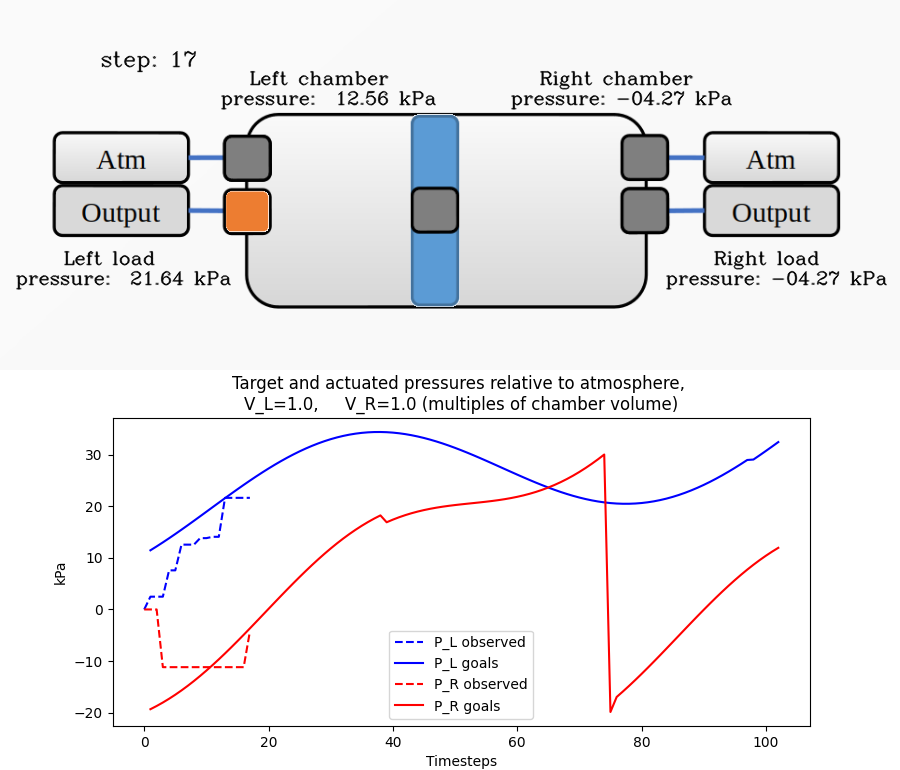 step: 17
Left chamber
pressure:  12.56 kPa
Right chamber
pressure: −04.27 kPa
Atm
Output
Atm
Output
Left load
pressure:  21.64 kPa
Right load
pressure: −04.27 kPa
Target and actuated pressures relative to atmosphere,
V_L=1.0,     V_R=1.0 (multiples of chamber volume)
30
20
10
0
−10
−20
kPa
P_L observed
P_L goals
P_R observed
P_R goals
0 20 40 60 80 100
Timesteps